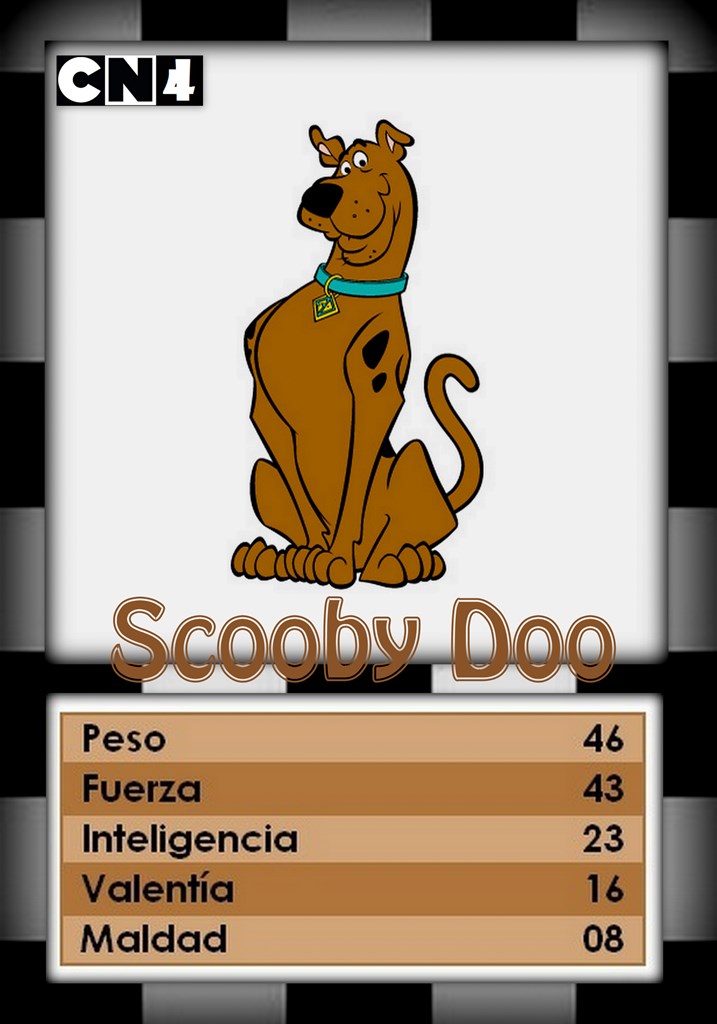 CN4
Scooby Doo
Peso 46
Fuerza 43
Inteligencia 23
Valentía 16
Maldad 08